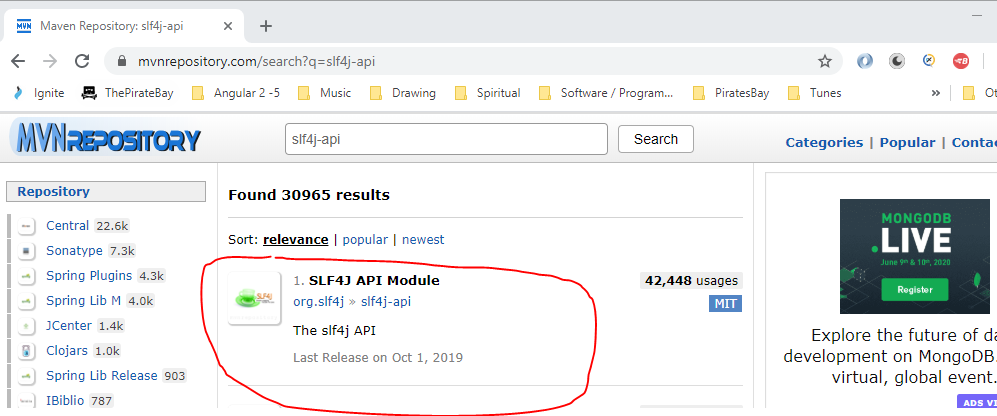 Maven Repository: slf4j-api
mvnrepository.com/search?q=slf4j-api
Ignite ThePirateBay Angular 2 -5 Music Drawing Spiritual Software / Program... PiratesBay Tunes » Ot
MVNREPOSITORY slf4j-api Search Categories | Popular | Contac
Repository
Central 22.6k
Sonatype 7.3k
Spring Plugins 4.3k
Spring Lib M 4.0k
JCenter 1.4k
Clojars 1.0k
Spring Lib Release 903
IBiblio 787
Found 30965 results
Sort: relevance | popular | newest
SLF4J
1. SLF4J API Module
42,448 usages
org.slf4j » slf4j-api
MIT
The slf4j API
Last Release on Oct 1, 2019
MONGODB
.LIVE
June 9th & 10th, 2020
Register
Explore the future of da
development on MongoDB.
virtual, global event.
ADS VI